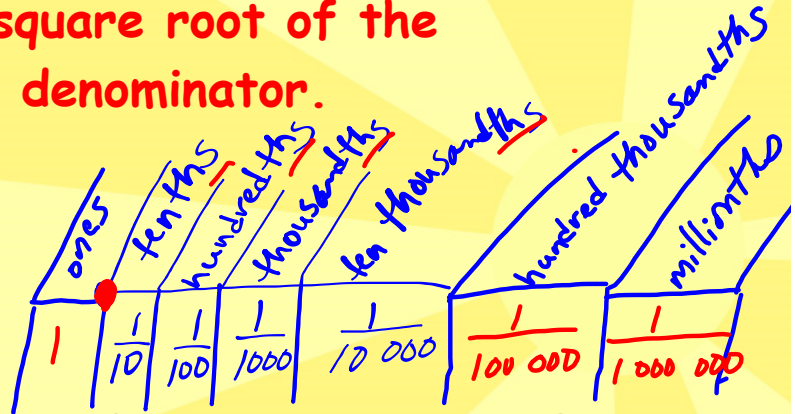 square root of the
denominator.
ones tenths hundredths thousandths ten thousandths hundred thousandths millionths
1 1/10 1/100 1/1000 1/10 000 1/100 000 1/1 000 000